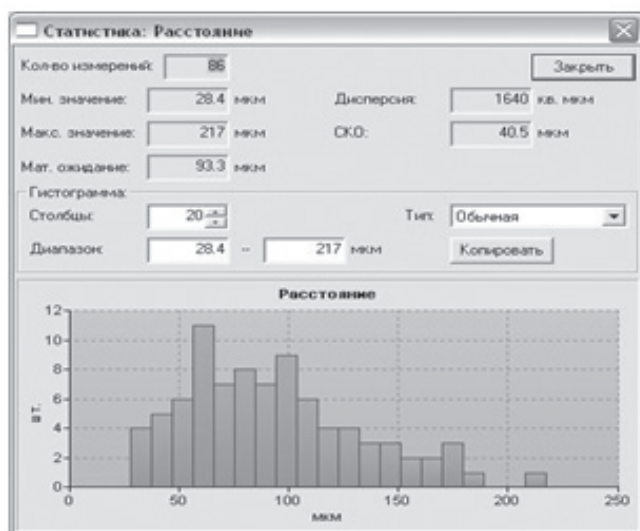 Статистика: Расстояние
Кол-во измерений: 86 Закрыть
Мин. значение: 28.4 мкм Дисперсия: 1640 кв. мкм
Макс. значение: 217 мкм СКО: 40.5 мкм
Мат. ожидание: 93.3 мкм
Гистограмма:
Столбцы: 20 Тип: Обычная
Диапазон: 28.4 -- 217 мкм Копировать
Расстояние
12
10
8
6
4
2
0
шт.
0 50 100 150 200 250
мкм